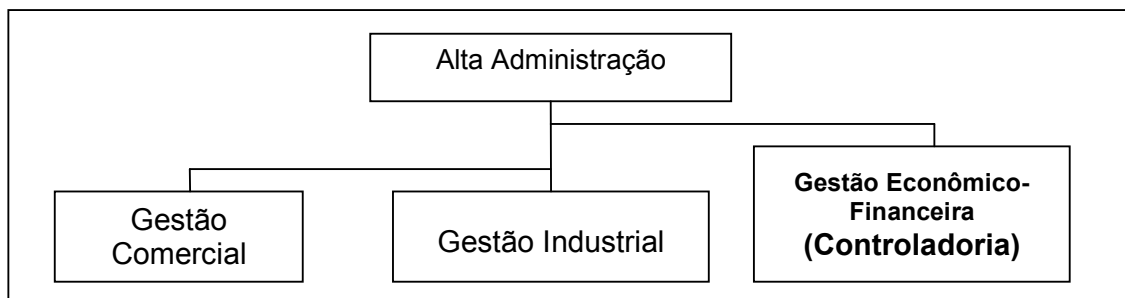 Alta Administração
Gestão
Comercial
Gestão Industrial
Gestão Econômico-
Financeira
(Controladoria)